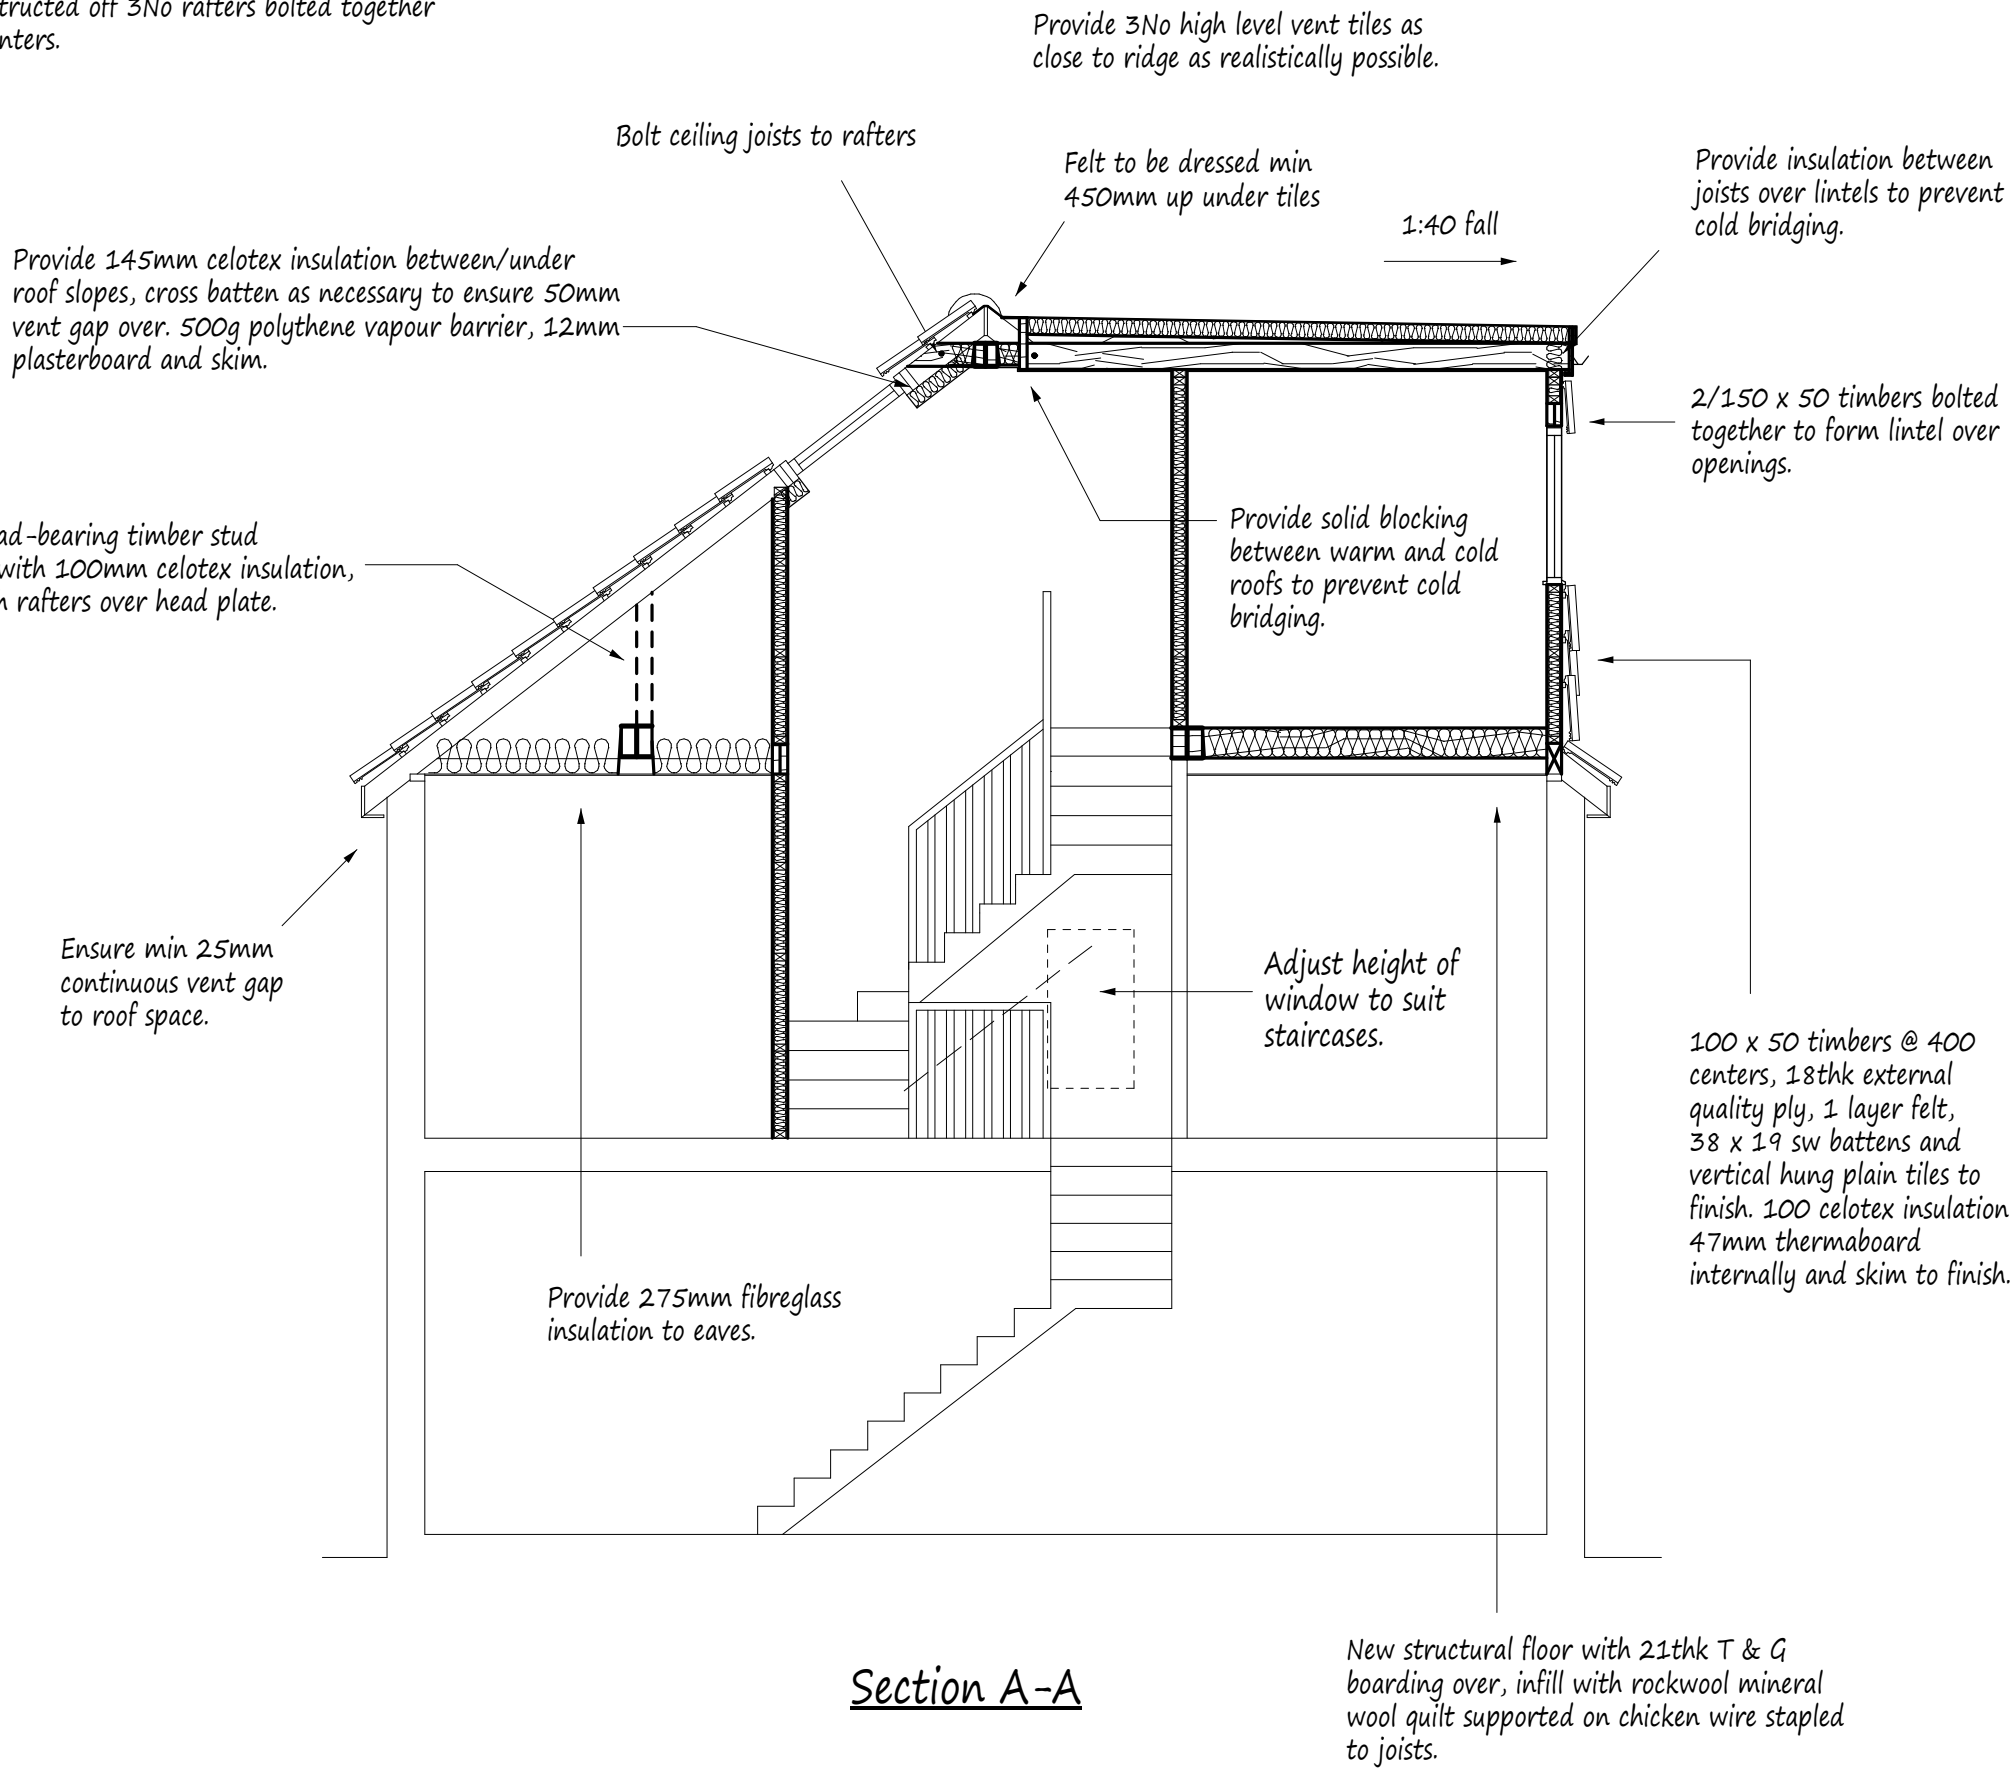 tructed off 3No rafters bolted together
nters.
Provide 3No high level vent tiles as
close to ridge as realistically possible.
Bolt ceiling joists to rafters
Felt to be dressed min
450mm up under tiles
1:40 fall
Provide insulation between
joists over lintels to prevent
cold bridging.
Provide 145mm celotex insulation between/under
roof slopes, cross batten as necessary to ensure 50mm
vent gap over. 500g polythene vapour barrier, 12mm
plasterboard and skim.
2/150 x 50 timbers bolted
together to form lintel over
openings.
ad-bearing timber stud
with 100mm celotex insulation,
n rafters over head plate.
Provide solid blocking
between warm and cold
roofs to prevent cold
bridging.
Ensure min 25mm
continuous vent gap
to roof space.
Adjust height of
window to suit
staircases.
100 x 50 timbers @ 400
centers, 18thk external
quality ply, 1 layer felt,
38 x 19 sw battens and
vertical hung plain tiles to
finish. 100 celotex insulation
47mm thermaboard
internally and skim to finish.
Provide 275mm fibreglass
insulation to eaves.
New structural floor with 21thk T & G
boarding over, infill with rockwool mineral
wool quilt supported on chicken wire stapled
to joists.
Section A-A